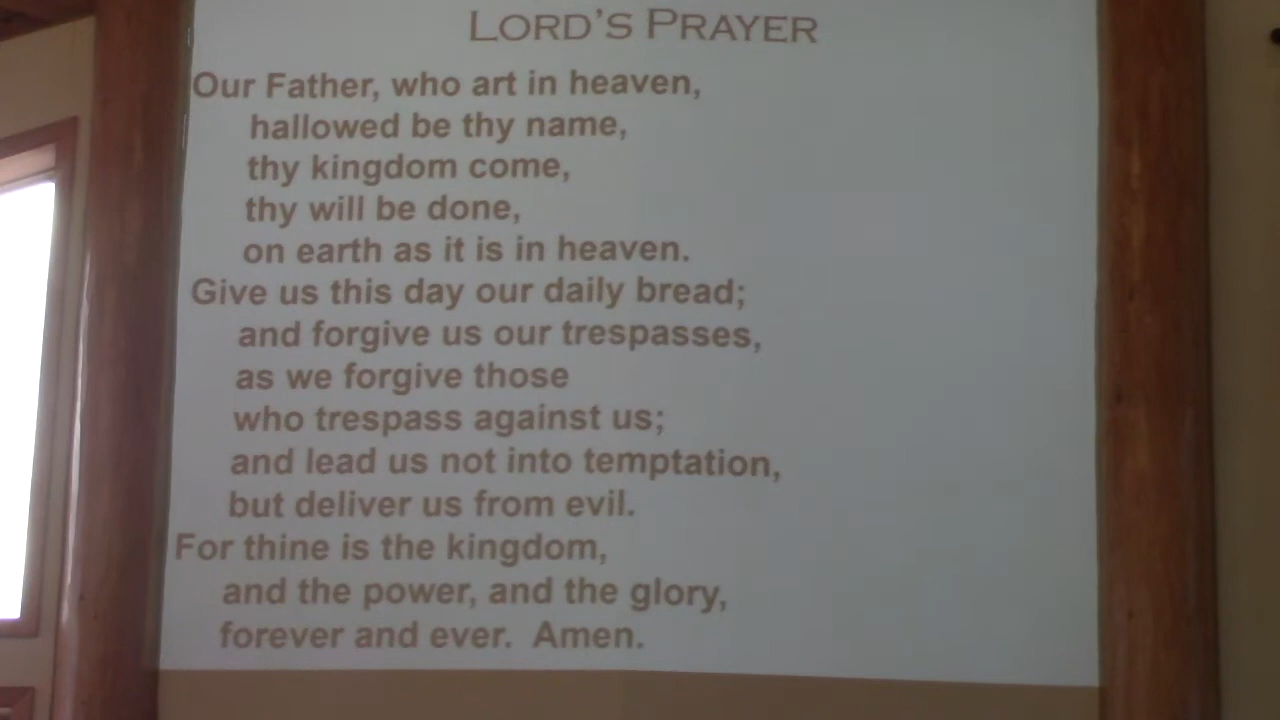 LORD'S PRAYER
Our Father, who art in heaven,
hallowed be thy name,
thy kingdom come,
thy will be done,
on earth as it is in heaven.
Give us this day our daily bread;
and forgive us our trespasses,
as we forgive those
who trespass against us;
and lead us not into temptation,
but deliver us from evil.
For thine is the kingdom,
and the power, and the glory,
forever and ever.  Amen.